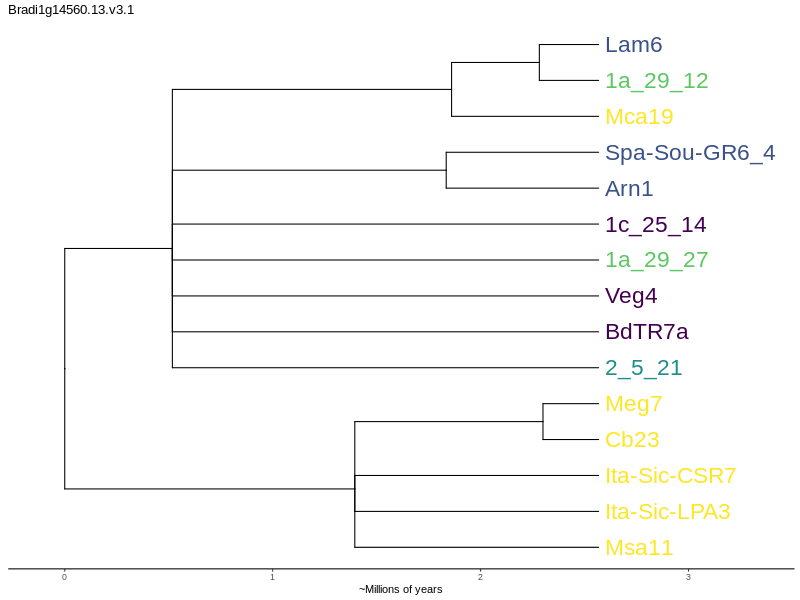 Bradi1g14560.13.v3.1
Lam6
1a_29_12
Mca19
Spa-Sou-GR6_4
Arn1
1c_25_14
1a_29_27
Veg4
BdTR7a
2_5_21
Meg7
Cb23
Ita-Sic-CSR7
Ita-Sic-LPA3
Msa11
0 1 2 3
~Millions of years